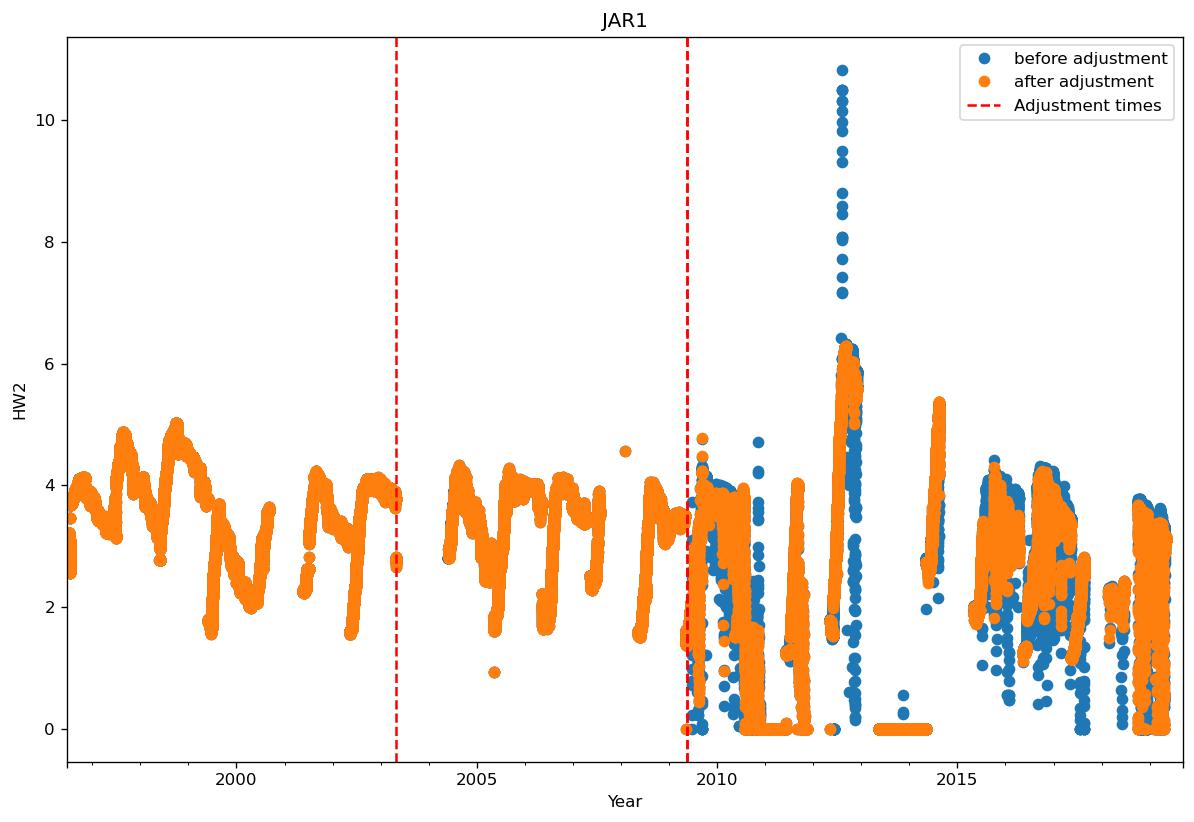 JAR1
before adjustment
after adjustment
Adjustment times
HW2
10
8
6
4
2
0
2000 2005 2010 2015
Year